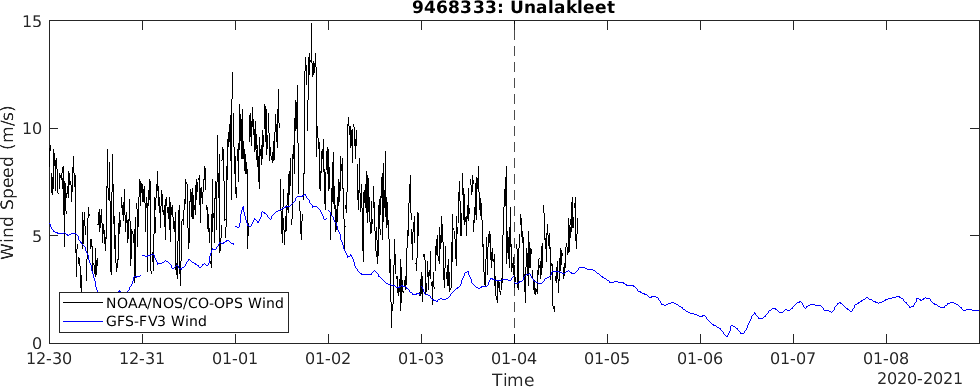 9468333: Unalakleet
Wind Speed (m/s)
15
10
5
0
NOAA/NOS/CO-OPS Wind
GFS-FV3 Wind
12-30 12-31 01-01 01-02 01-03 01-04 01-05 01-06 01-07 01-08
Time
2020-2021